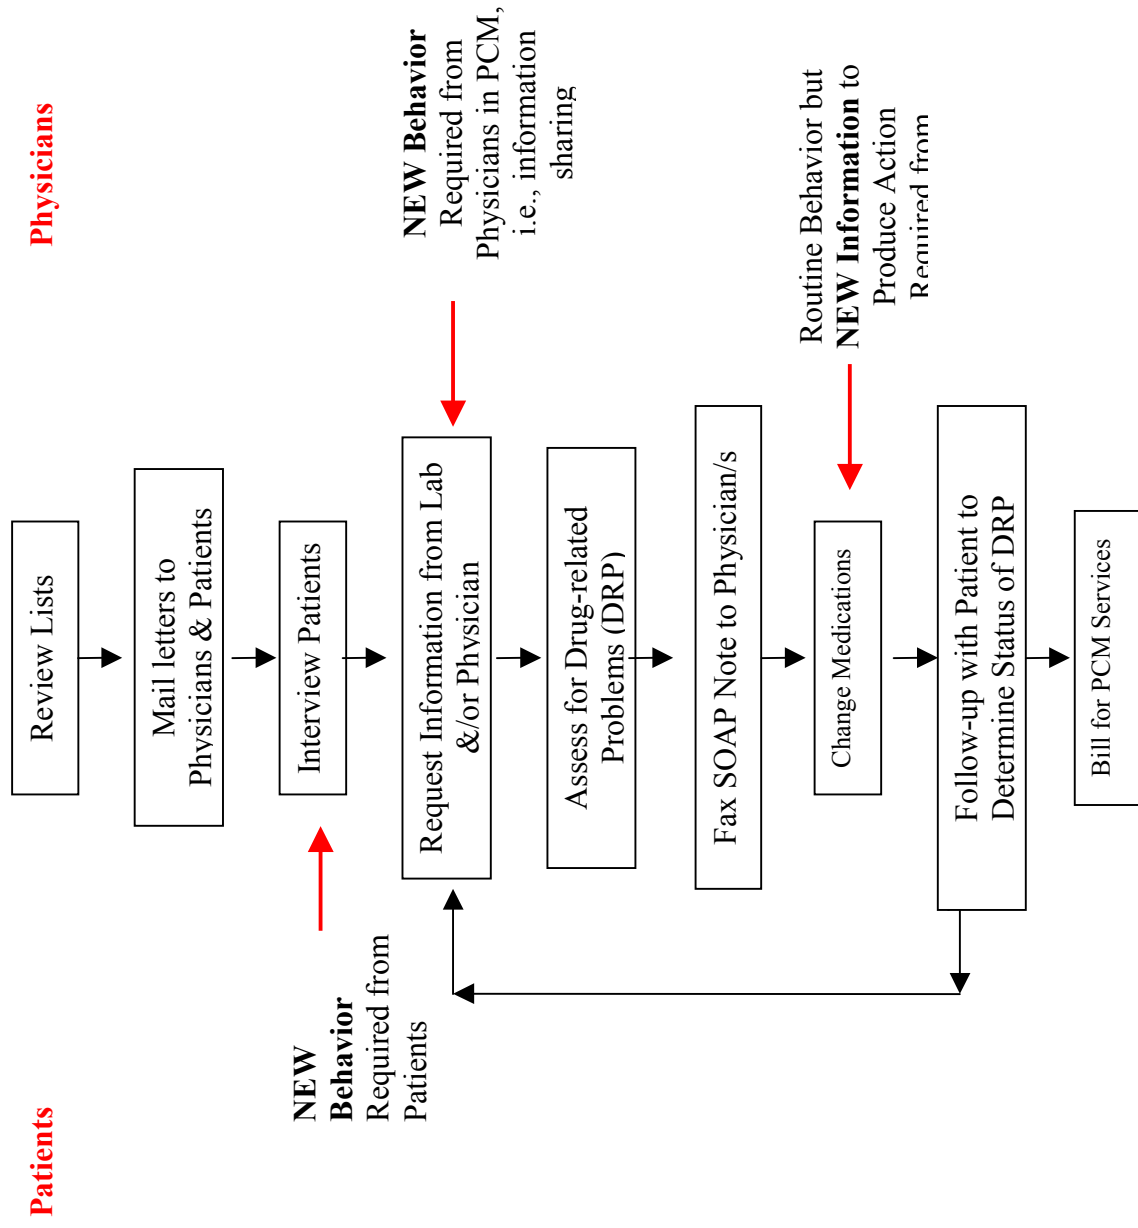 Patients
Physicians
Review Lists
Mail letters to
Physicians & Patients
Interview Patients
NEW
Behavior
Required from
Patients
Request Information from Lab
&/or Physician
NEW Behavior
Required from
Physicians in PCM,
i.e., information
sharing
Assess for Drug-related
Problems (DRP)
Fax SOAP Note to Physician/s
Change Medications
Routine Behavior but
NEW Information to
Produce Action
Required from
Follow-up with Patient to
Determine Status of DRP
Bill for PCM Services